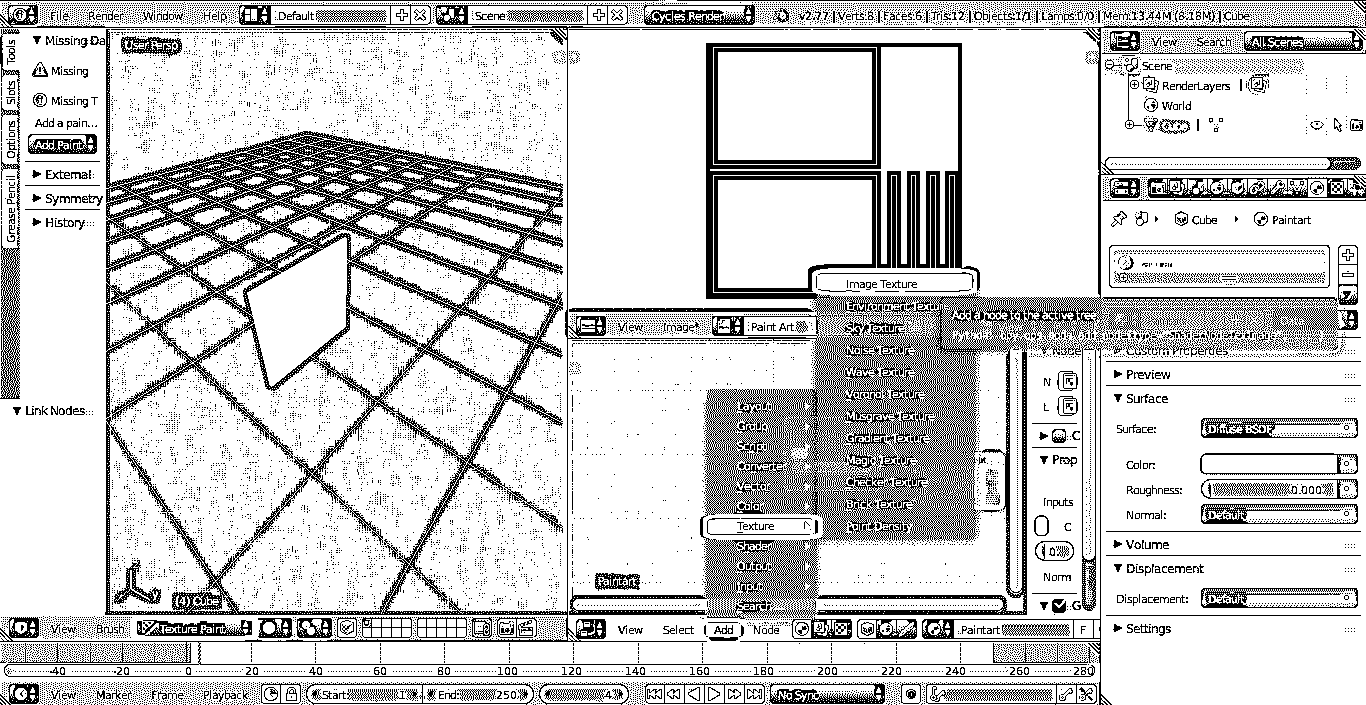 File Render Window Help Default Scene Cycles Render v2.77 | Verts:8 | Faces:6 | Tris:12 | Objects:1/1 | Lamps:0/0 | Mem:13.44M (8.18M) | Cube
Tools
Slots
Options
Grease Pencil
Missing Da
Missing
Missing T
Add a pain...
Add Paint
External
Symmetry
History
Link Nodes
User Persp
(4) Cube
View Brush Texture Paint
View Image* Paint Art
Image Texture
Environment Text
Sky Texture
Noise Texture
Wave Texture
Voronoi Texture
Musgrave Texture
Gradient Texture
Magic Texture
Checker Texture
Brick Texture
Point Density
Add a node to the active tree
Layout
Group
Script
Converter
Vector
Color
Texture
Shader
Output
Input
Search
Paintart
Node
N
L
C
Prop
Inputs
C
Norm
G
View Select Add Node Paintart F
View Search All Scenes
Scene
RenderLayers
World
Cube Paintart
Custom Properties
Preview
Surface
Surface: Diffuse BSDF
Color:
Roughness: 0.000
Normal: Default
Volume
Displacement
Displacement: Default
Settings
-40 -20 0 20 40 60 80 100 120 140 160 180 200 220 240 260 280
View Marker Frame Playback Start: 1 End: 250 4 No Sync